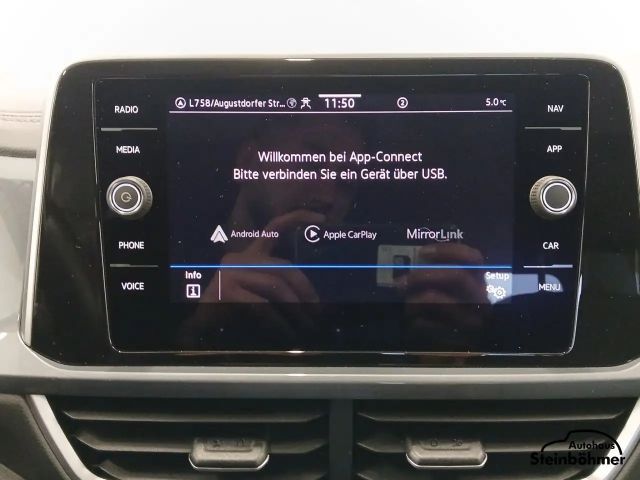 L758/Augustdorfer Str... 11:50 2 5.0°C
RADIO
MEDIA
PHONE
VOICE
NAV
APP
CAR
MENU
Willkommen bei App-Connect
Bitte verbinden Sie ein Gerät über USB.
Android Auto Apple CarPlay MirrorLink
Info Setup
Autohaus
Steinböhmer